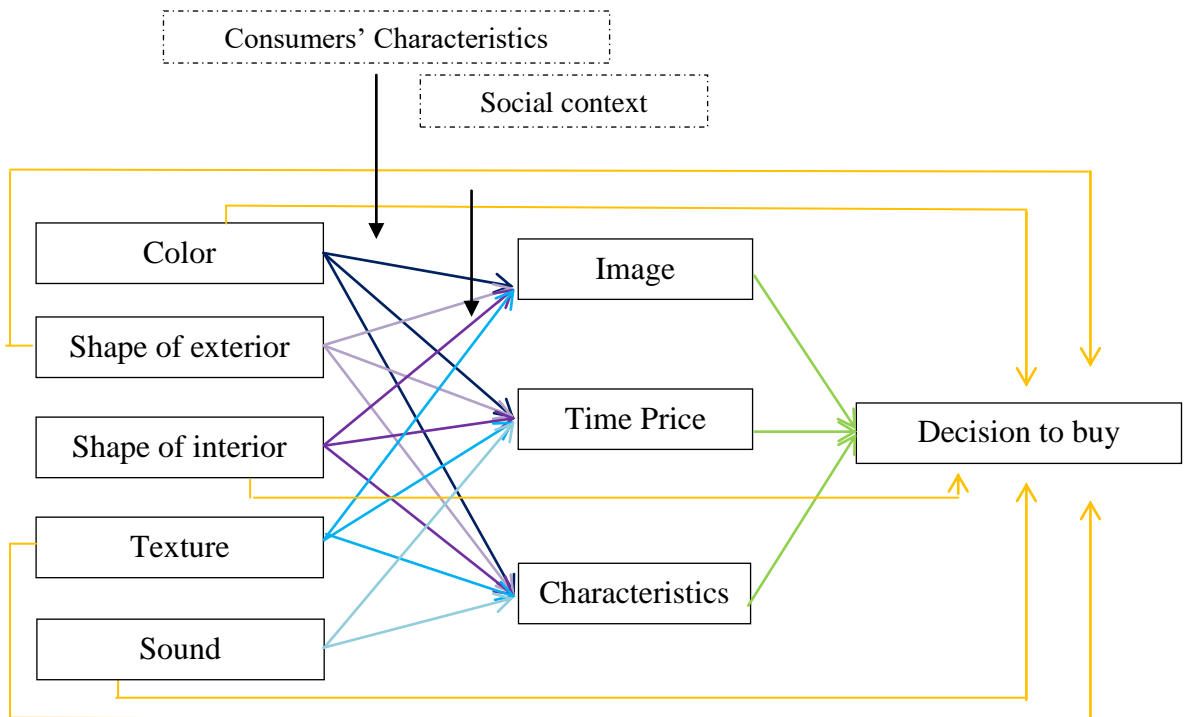 Consumers’ Characteristics
Social context
Color
Image
Shape of exterior
Time Price
Decision to buy
Shape of interior
Texture
Characteristics
Sound